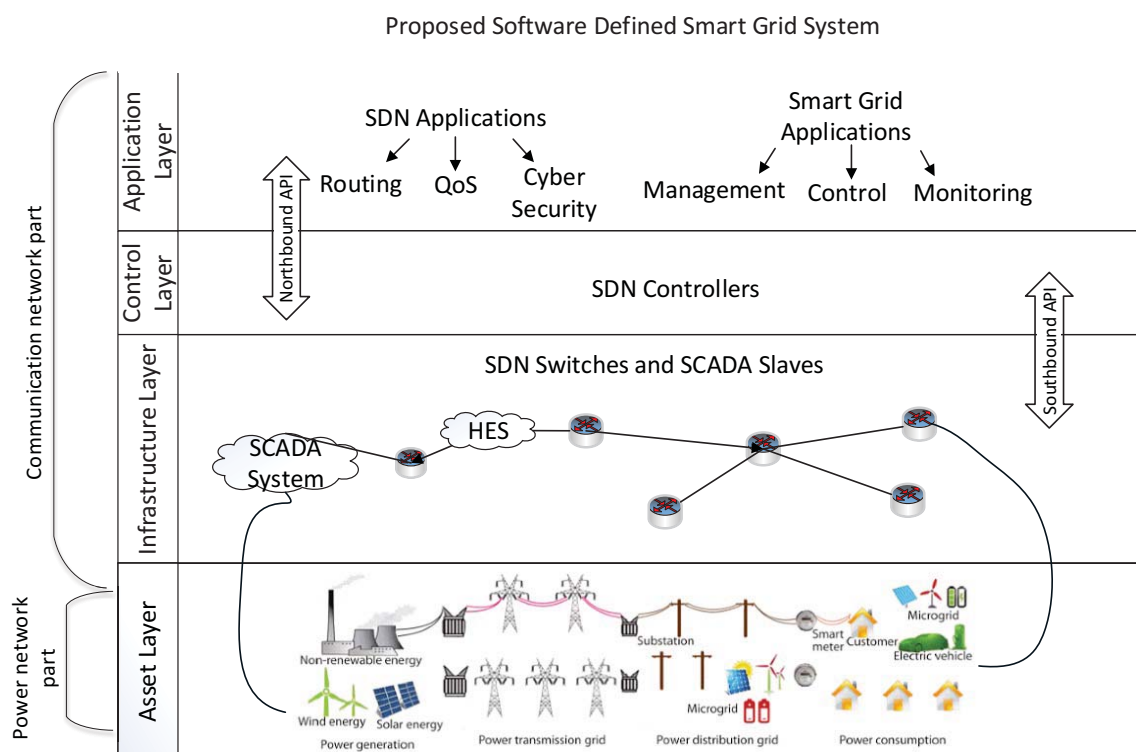 Proposed Software Defined Smart Grid System
Communication network part
Power network
part
Application
Layer
Control
Layer
Infrastructure Layer
Asset Layer
SDN Applications
Routing
QoS
Cyber
Security
Smart Grid
Applications
Management
Control
Monitoring
Northbound API
SDN Controllers
Southbound API
SDN Switches and SCADA Slaves
SCADA
System
HES
Non-renewable energy
Substation
Smart
meter
Customer
Microgrid
Electric vehicle
Wind energy
Solar energy
Microgrid
Power generation
Power transmission grid
Power distribution grid
Power consumption